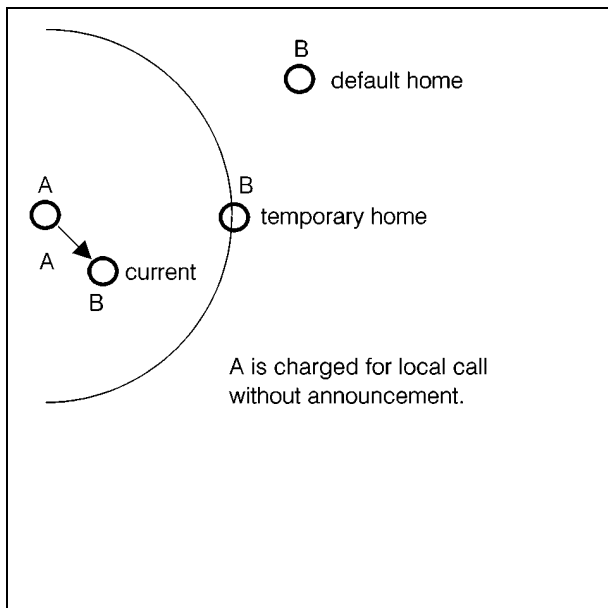 B
default home
A
B
temporary home
A
current
B
A is charged for local call
without announcement.